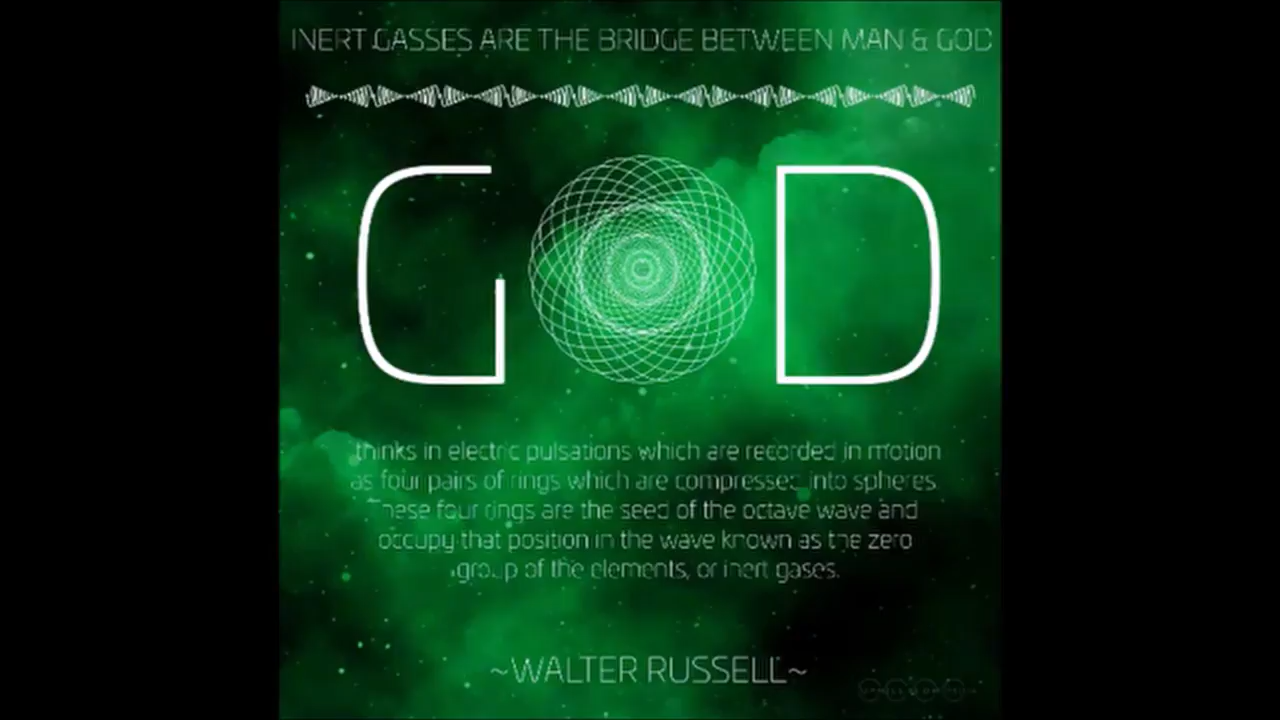 INERT GASSES ARE THE BRIDGE BETWEEN MAN & GOD
GOD
thinks in electric pulsations which are recorded in motion
as four pairs of rings which are compressed into spheres.
These four rings are the seed of the octave wave and
occupy that position in the wave known as the zero
group of the elements, or inert gases.
~WALTER RUSSELL~